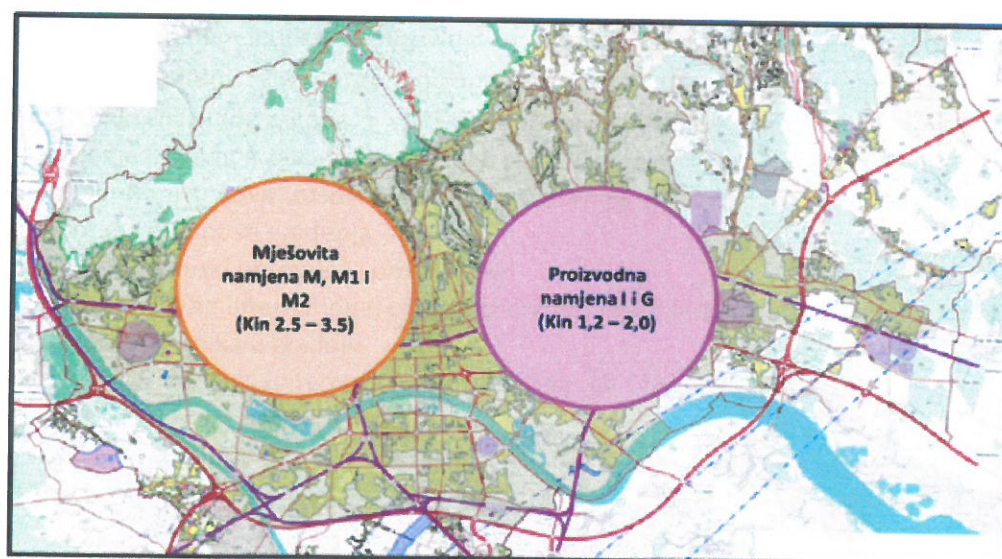 Mješovita
namjena M, M1 i
M2
(Kin 2.5 – 3.5)
Proizvodna
namjena I i G
(Kin 1,2 – 2,0)